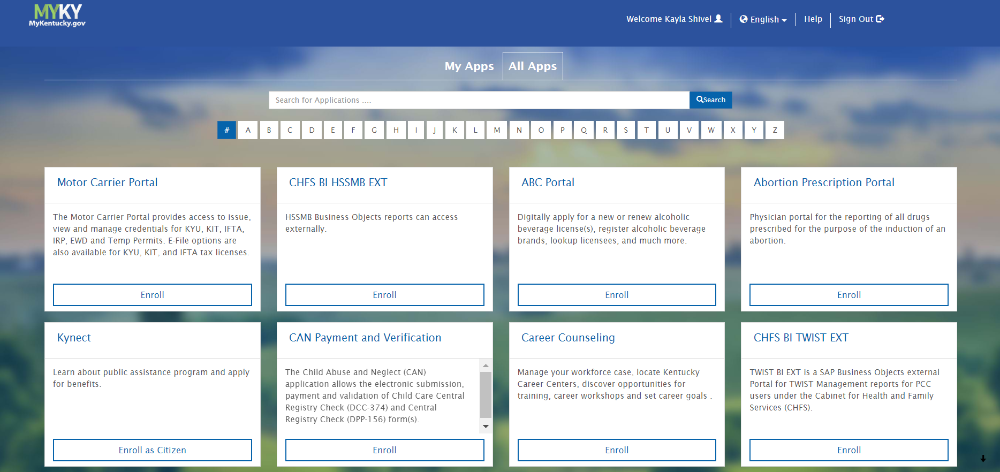 MYKY
MyKentucky.gov
Welcome Kayla Shivel
English
Help
Sign Out
My Apps
All Apps
Search for Applications ....
Search
# A B C D E F G H I J K L M N O P Q R S T U V W X Y Z
Motor Carrier Portal
The Motor Carrier Portal provides access to issue,
view and manage credentials for KYU, KIT, IFTA,
IRP, EWD and Temp Permits. E-File options are
also available for KYU, KIT, and IFTA tax licenses.
Enroll
CHFS BI HSSMB EXT
HSSMB Business Objects reports can access
externally.
Enroll
ABC Portal
Digitally apply for a new or renew alcoholic
beverage license(s), register alcoholic beverage
brands, lookup licensees, and much more.
Enroll
Abortion Prescription Portal
Physician portal for the reporting of all drugs
prescribed for the purpose of the induction of an
abortion.
Enroll
Kynect
Learn about public assistance program and apply
for benefits.
Enroll as Citizen
CAN Payment and Verification
The Child Abuse and Neglect (CAN)
application allows the electronic submission,
payment and validation of Child Care Central
Registry Check (DCC-374) and Central
Registry Check (DPP-156) form(s).
Enroll
Career Counseling
Manage your workforce case, locate Kentucky
Career Centers, discover opportunities for
training, career workshops and set career goals .
Enroll
CHFS BI TWIST EXT
TWIST BI EXT is a SAP Business Objects external
Portal for TWIST Management reports for PCC
users under the Cabinet for Health and Family
Services (CHFS).
Enroll